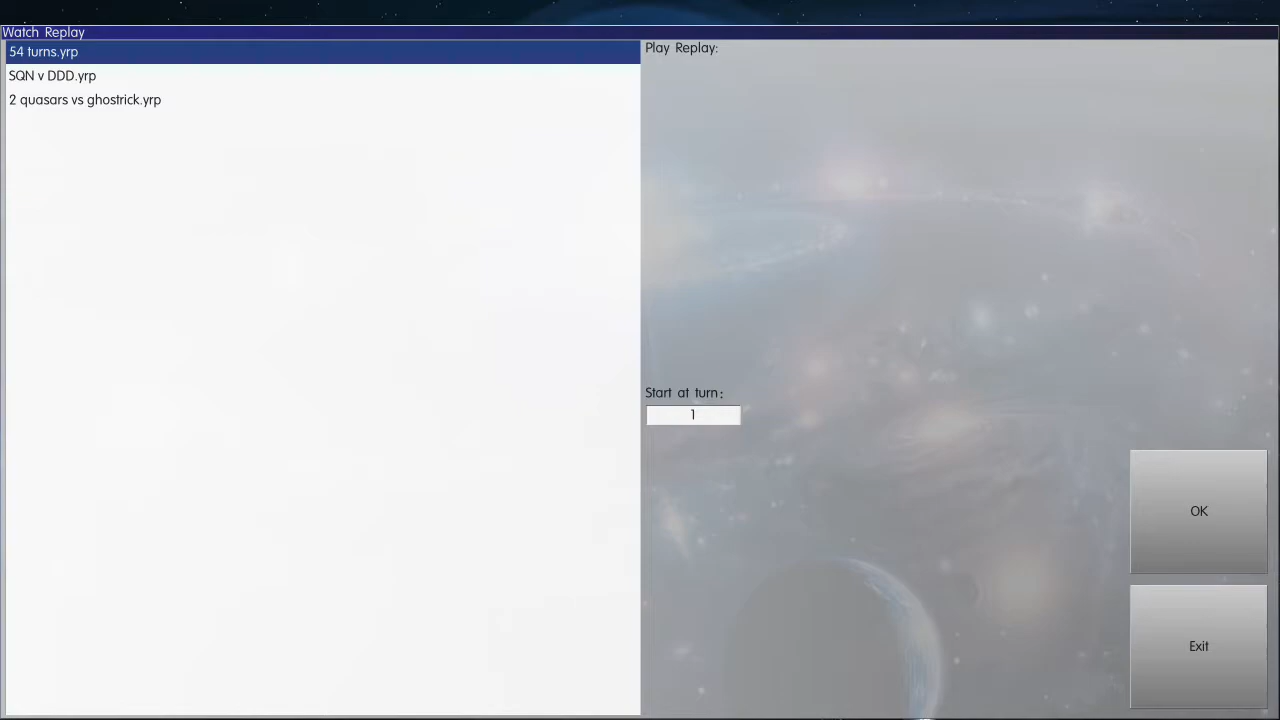 Watch Replay
54 turns.yrp
SQN v DDD.yrp
2 quasars vs ghostrick.yrp
Play Replay:
Start at turn:
1
OK
Exit